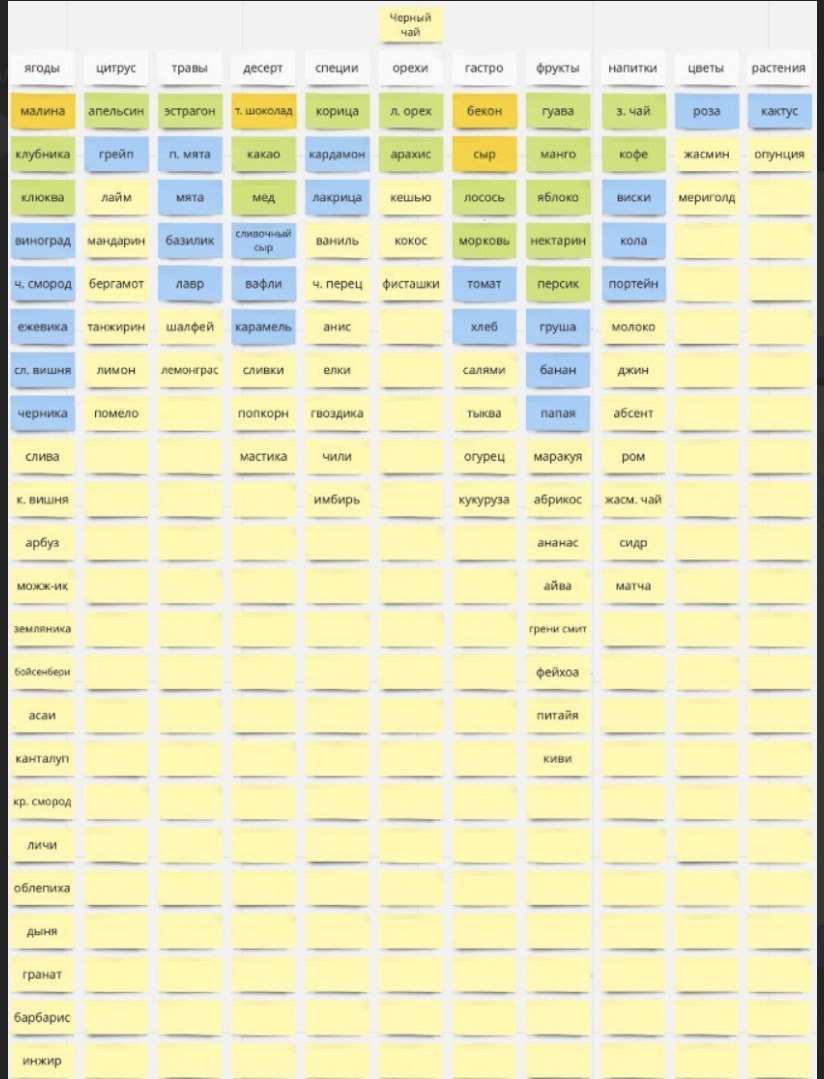 Черный
чай
ягоды цитрус травы десерт специи орехи гастро фрукты напитки цветы растения
малина апельсин эстрагон т. шоколад корица л. орех бекон гуава з. чай роза кактус
клубника грейп п. мята какао кардамон арахис сыр манго кофе жасмин опунция
клюква лайм мята мед лакрица кешью лосось яблоко виски мериголд
виноград мандарин базилик сливочный сыр ваниль кокос морковь нектарин кола
ч. смород бергамот лавр вафли ч. перец фисташки томат персик портейн
ежевика танжирин шалфей карамель анис хлеб груша молоко
сл. вишня лимон лемонграс сливки елки салями банан джин
черника помело попкорн гвоздика тыква папая абсент
слива мастика чили огурец маракуя ром
к. вишня имбирь кукуруза абрикос жасм. чай
арбуз ананас сидр
можж-ик айва матча
земляника грени смит
бойсенбери фейхоа
асаи питайя
канталуп киви
кр. смород
личи
облепиха
дыня
гранат
барбарис
инжир